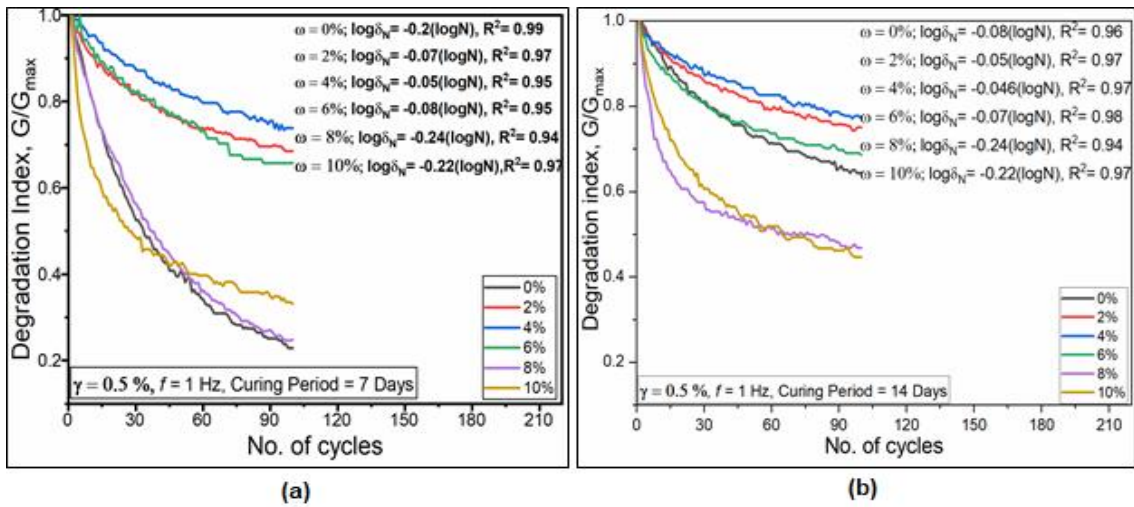 1.0
0.8
0.6
0.4
0.2
0
30
60
90
120
150
180
210
Degradation Index, G/Gmax
No. of cycles
ω = 0%; logδN= -0.2(logN), R²= 0.99
ω = 2%; logδN= -0.07(logN), R²= 0.97
ω = 4%; logδN= -0.05(logN), R²= 0.95
ω = 6%; logδN= -0.08(logN), R²= 0.95
ω = 8%; logδN= -0.24(logN), R²= 0.94
ω = 10%; logδN= -0.22(logN),R²= 0.97
0%
2%
4%
6%
8%
10%
γ = 0.5 %, f = 1 Hz, Curing Period = 7 Days
(a)
1.0
0.8
0.6
0.4
0.2
0
30
60
90
120
150
180
210
Degradation index, G/Gmax
No. of cycles
ω = 0%; logδN= -0.08(logN), R²= 0.96
ω = 2%; logδN= -0.05(logN), R²= 0.97
ω = 4%; logδN= -0.046(logN), R²= 0.97
ω = 6%; logδN= -0.07(logN), R²= 0.98
ω = 8%; logδN= -0.24(logN), R²= 0.94
ω = 10%; logδN= -0.22(logN), R²= 0.97
0%
2%
4%
6%
8%
10%
γ = 0.5 %, f = 1 Hz, Curing Period = 14 Days
(b)